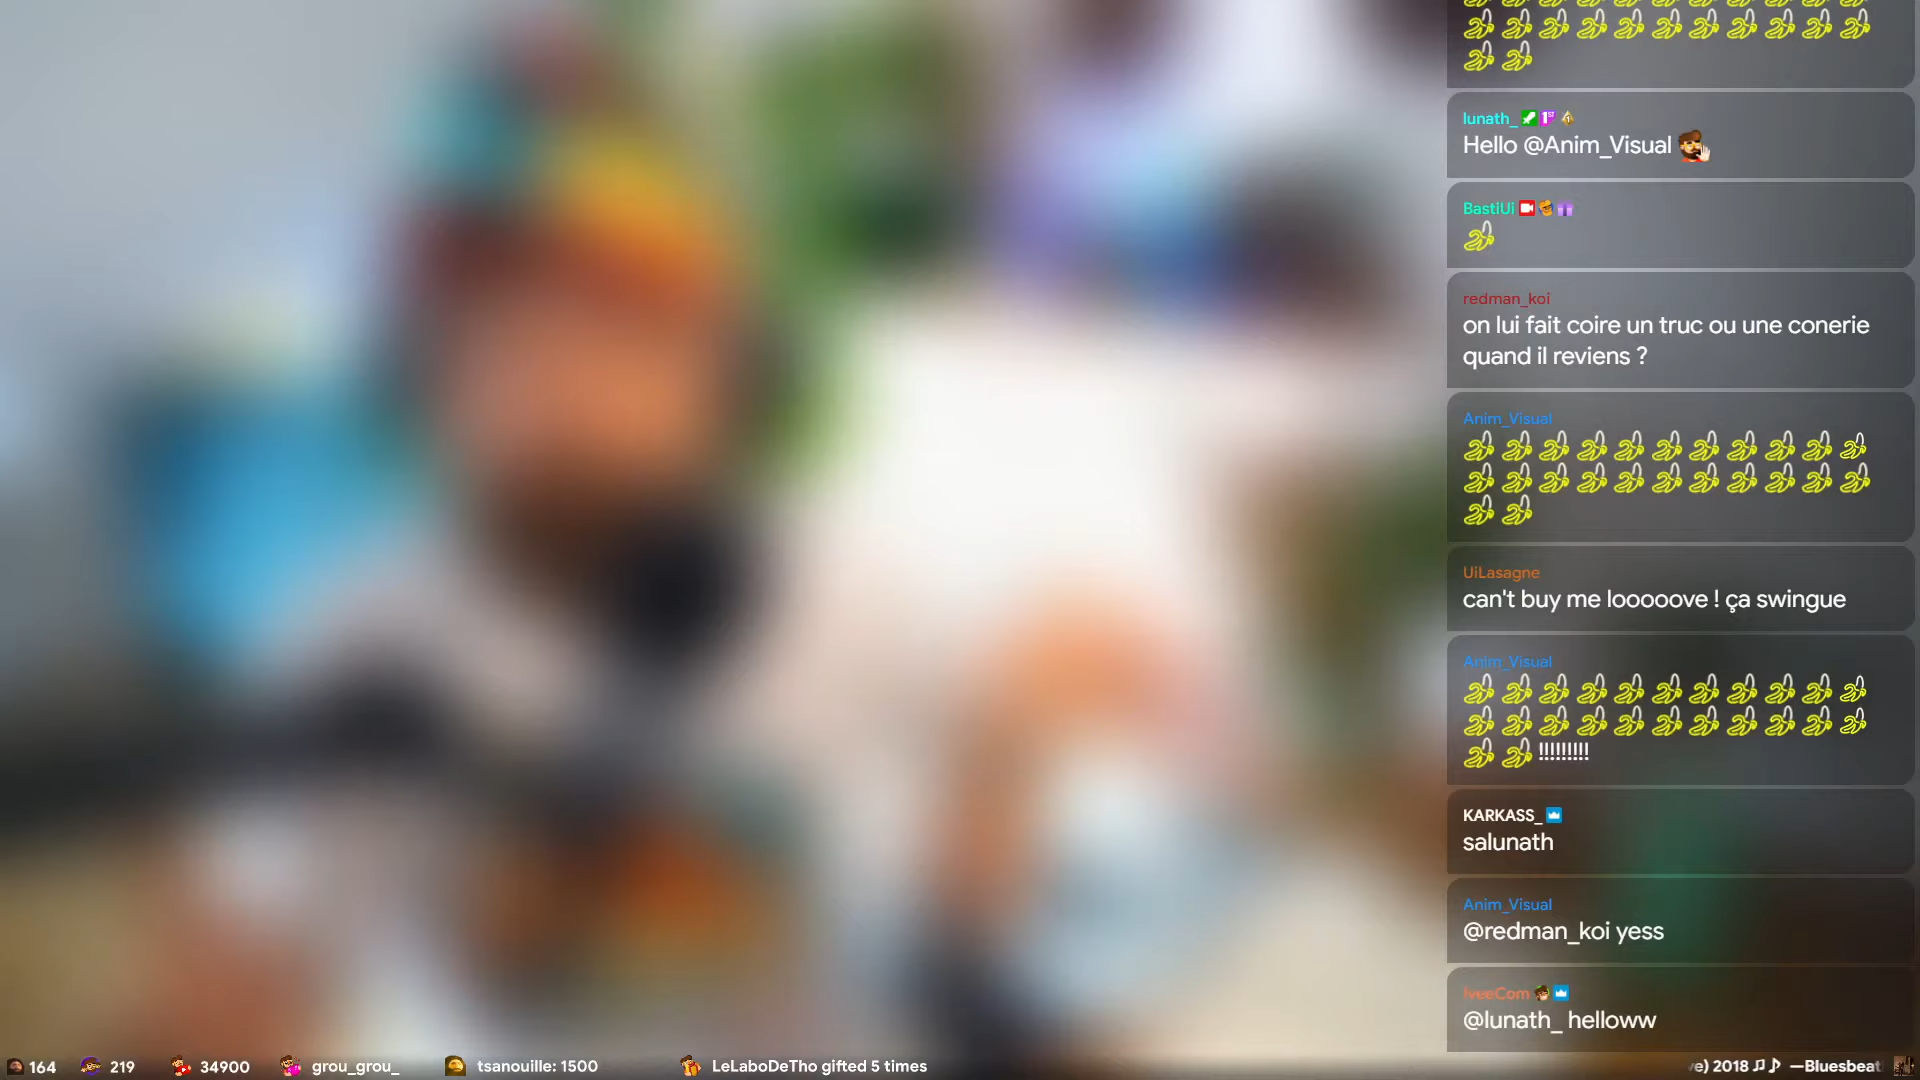 lunath_
Hello @Anim_Visual
BastiUi
redman_koi
on lui fait coire un truc ou une conerie
quand il reviens ?
Anim_Visual
UiLasagne
can't buy me looooove ! ça swingue
Anim_Visual
!!!!!!!!!
KARKASS_
salunath
Anim_Visual
@redman_koi yess
IveeCom
@lunath_ helloww
164 219 34900 grou_grou_ tsanouille: 1500 LeLaboDeTho gifted 5 times ve) 2018 ♫♪ —Bluesbeat